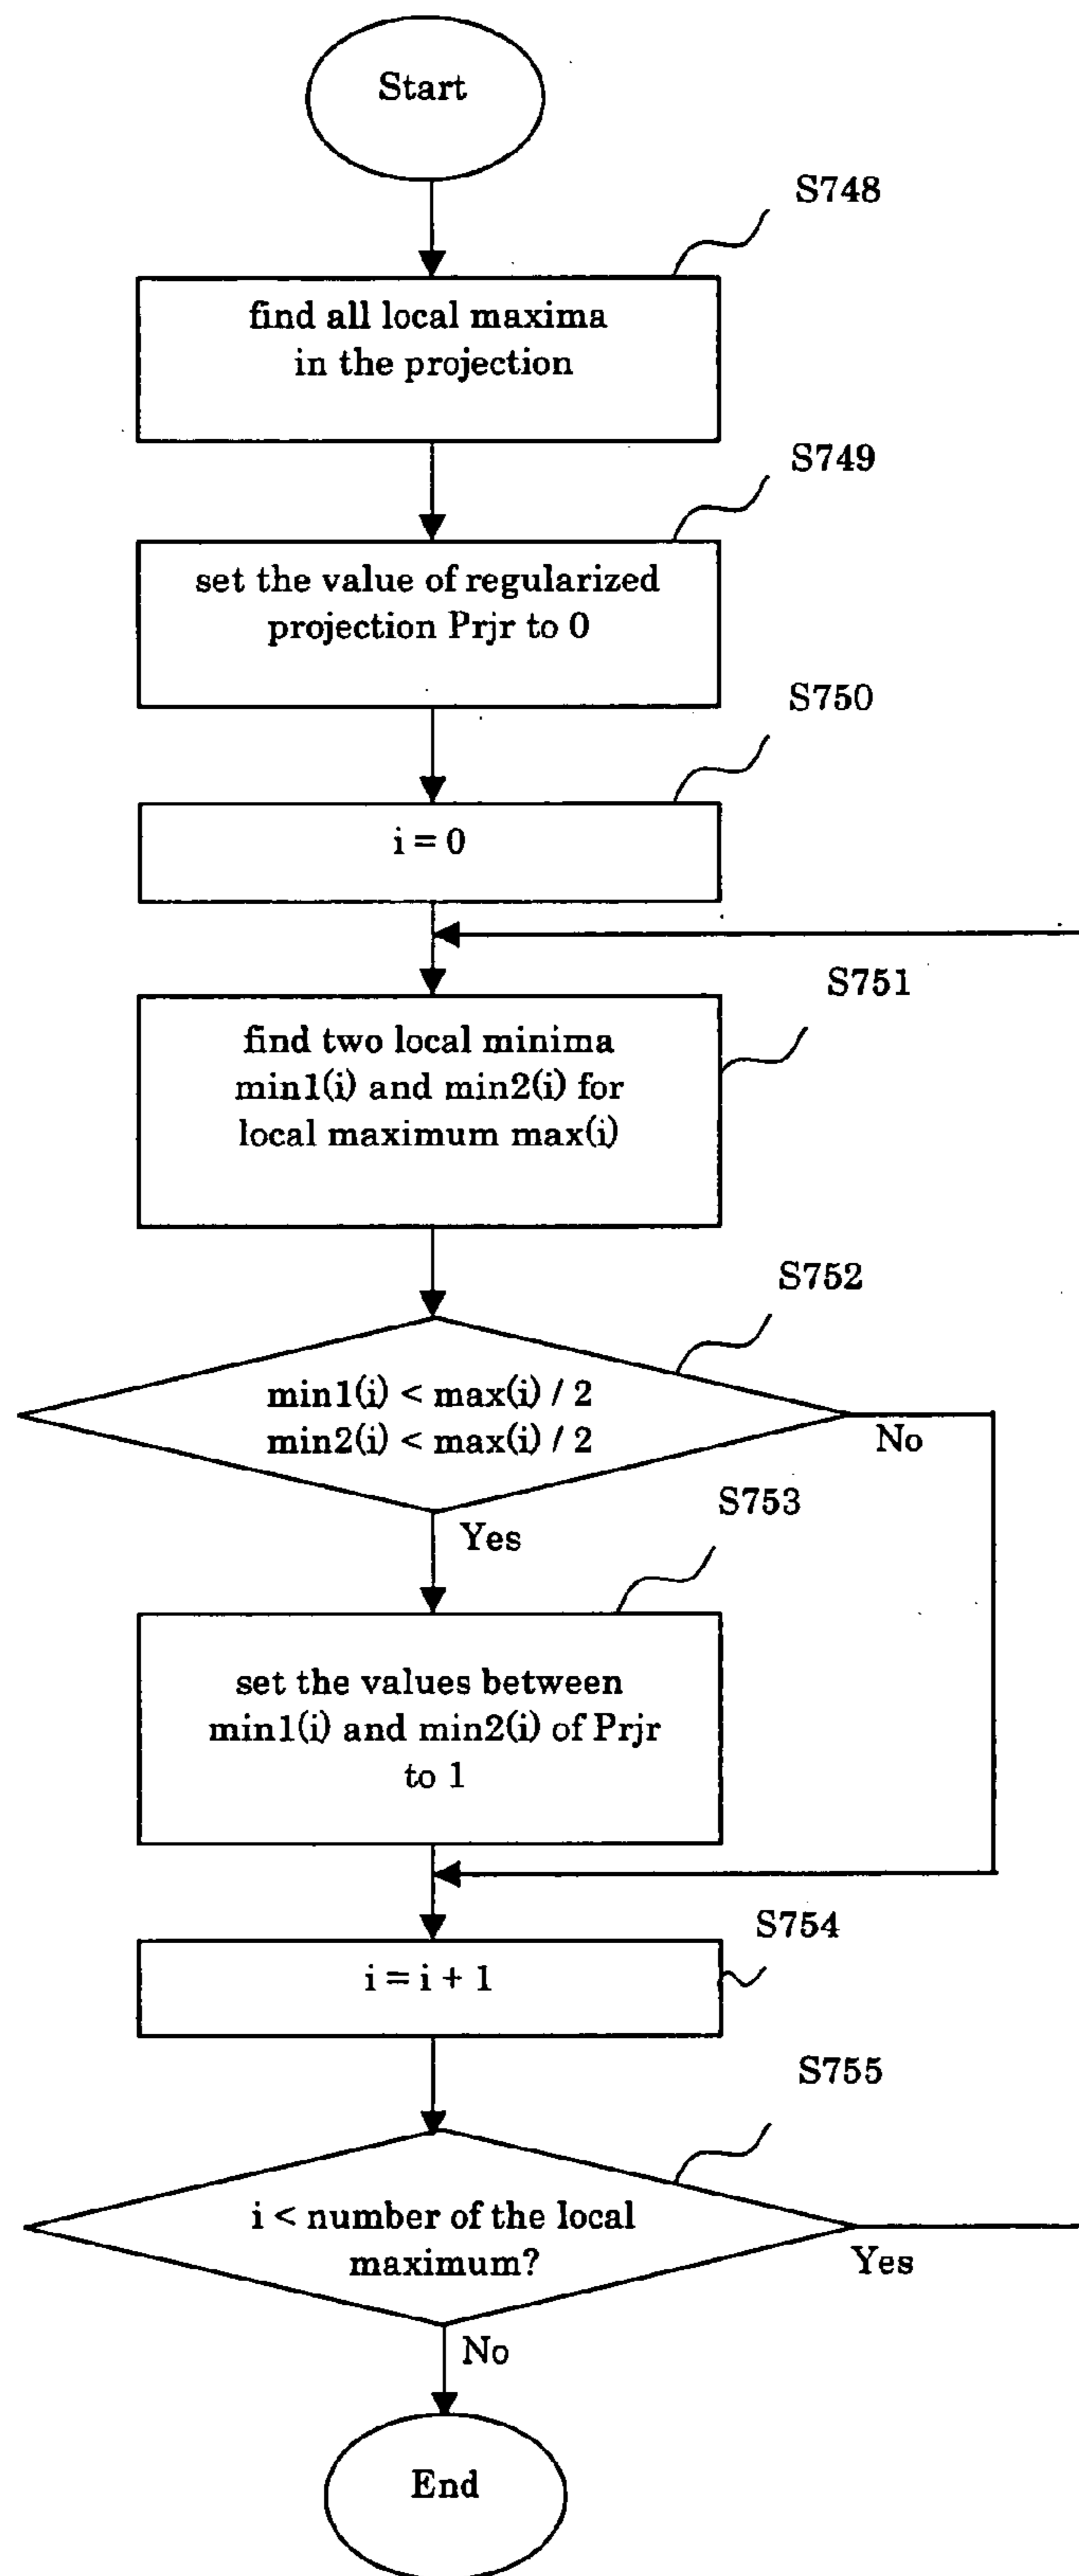 Start
S748
find all local maxima
in the projection
S749
set the value of regularized
projection Prjr to 0
S750
i = 0
S751
find two local minima
min1(i) and min2(i) for
local maximum max(i)
S752
min1(i) < max(i) / 2
min2(i) < max(i) / 2
No
Yes
S753
set the values between
min1(i) and min2(i) of Prjr
to 1
S754
i = i + 1
S755
i < number of the local
maximum?
Yes
No
End